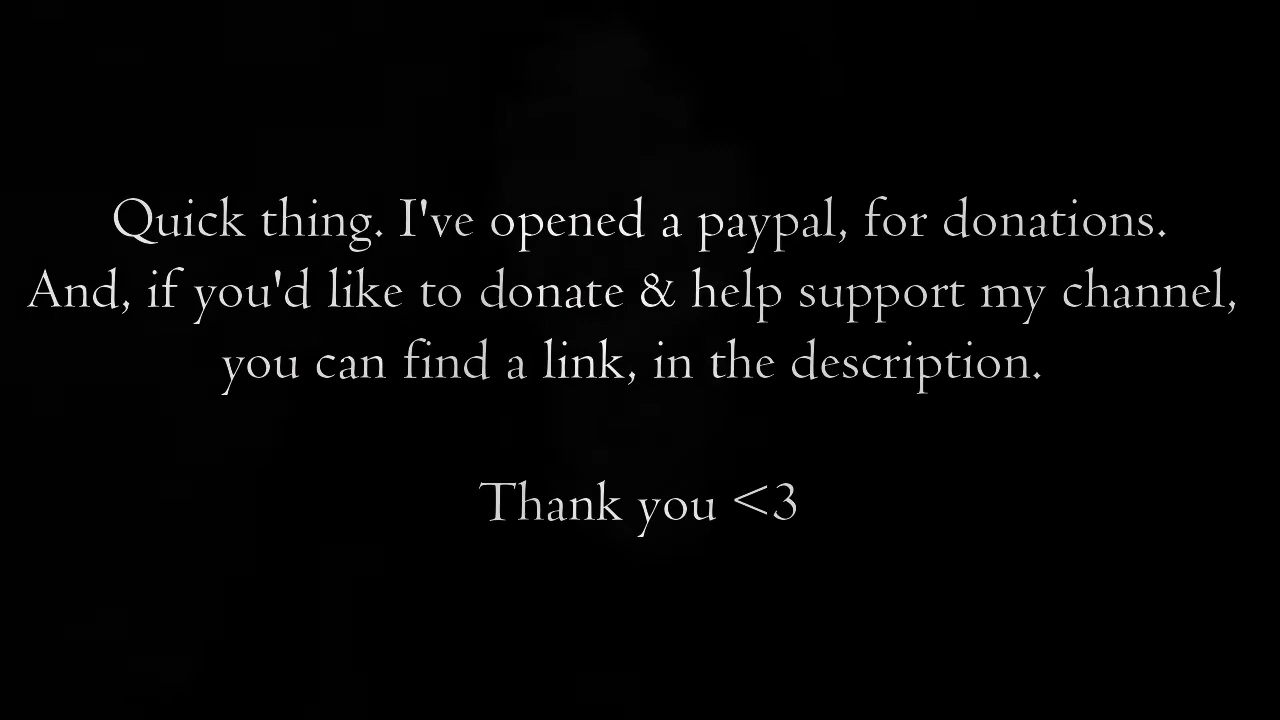 Quick thing. I've opened a paypal, for donations.
And, if you'd like to donate & help support my channel,
you can find a link, in the description.
Thank you <3